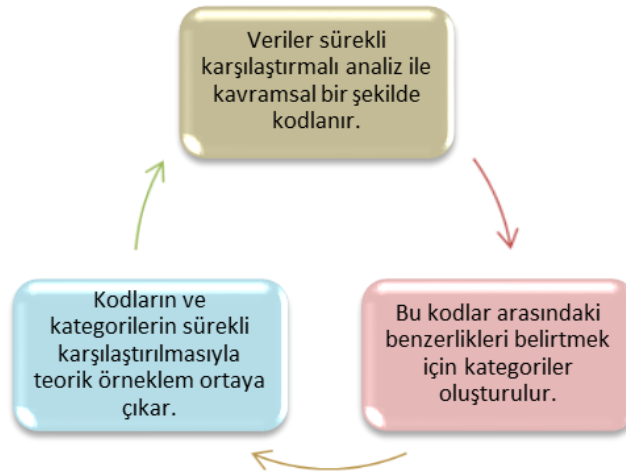 Veriler sürekli
karşılaştırmalı analiz ile
kavramsal bir şekilde
kodlanır.
Bu kodlar arasındaki
benzerlikleri belirtmek
için kategoriler
oluşturulur.
Kodların ve
kategorilerin sürekli
karşılaştırılmasıyla
teorik örneklem ortaya
çıkar.